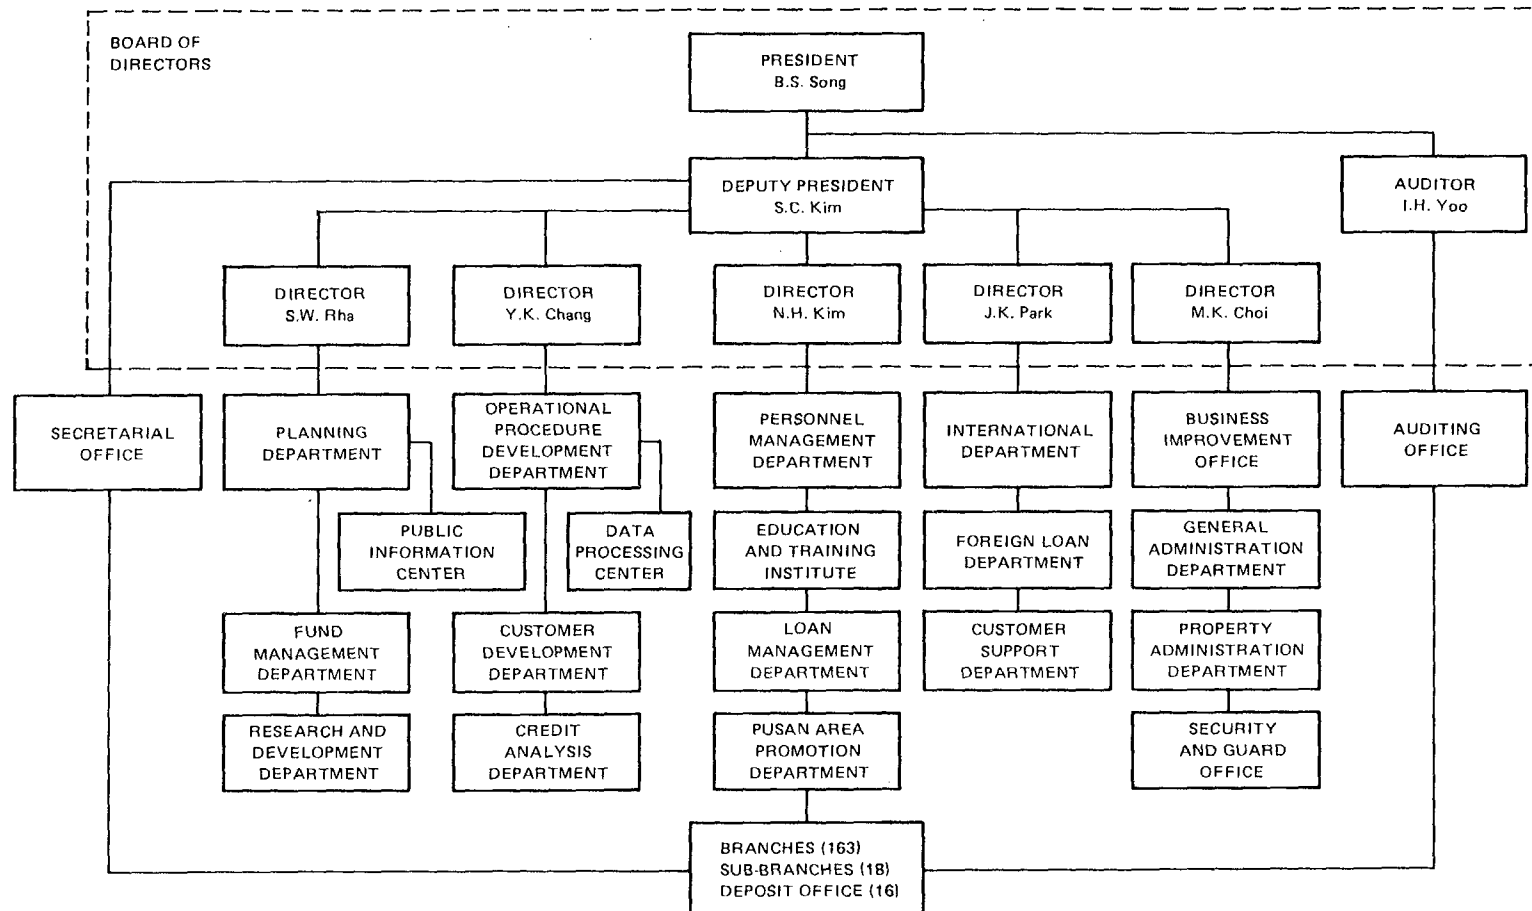 BOARD OF
DIRECTORS
PRESIDENT
B.S. Song
DEPUTY PRESIDENT
S.C. Kim
AUDITOR
I.H. Yoo
DIRECTOR
S.W. Rha
DIRECTOR
Y.K. Chang
DIRECTOR
N.H. Kim
DIRECTOR
J.K. Park
DIRECTOR
M.K. Choi
SECRETARIAL
OFFICE
PLANNING
DEPARTMENT
OPERATIONAL
PROCEDURE
DEVELOPMENT
DEPARTMENT
PERSONNEL
MANAGEMENT
DEPARTMENT
INTERNATIONAL
DEPARTMENT
BUSINESS
IMPROVEMENT
OFFICE
AUDITING
OFFICE
PUBLIC
INFORMATION
CENTER
DATA
PROCESSING
CENTER
EDUCATION
AND TRAINING
INSTITUTE
FOREIGN LOAN
DEPARTMENT
GENERAL
ADMINISTRATION
DEPARTMENT
FUND
MANAGEMENT
DEPARTMENT
CUSTOMER
DEVELOPMENT
DEPARTMENT
LOAN
MANAGEMENT
DEPARTMENT
CUSTOMER
SUPPORT
DEPARTMENT
PROPERTY
ADMINISTRATION
DEPARTMENT
RESEARCH AND
DEVELOPMENT
DEPARTMENT
CREDIT
ANALYSIS
DEPARTMENT
PUSAN AREA
PROMOTION
DEPARTMENT
SECURITY
AND GUARD
OFFICE
BRANCHES (163)
SUB-BRANCHES (18)
DEPOSIT OFFICE (16)